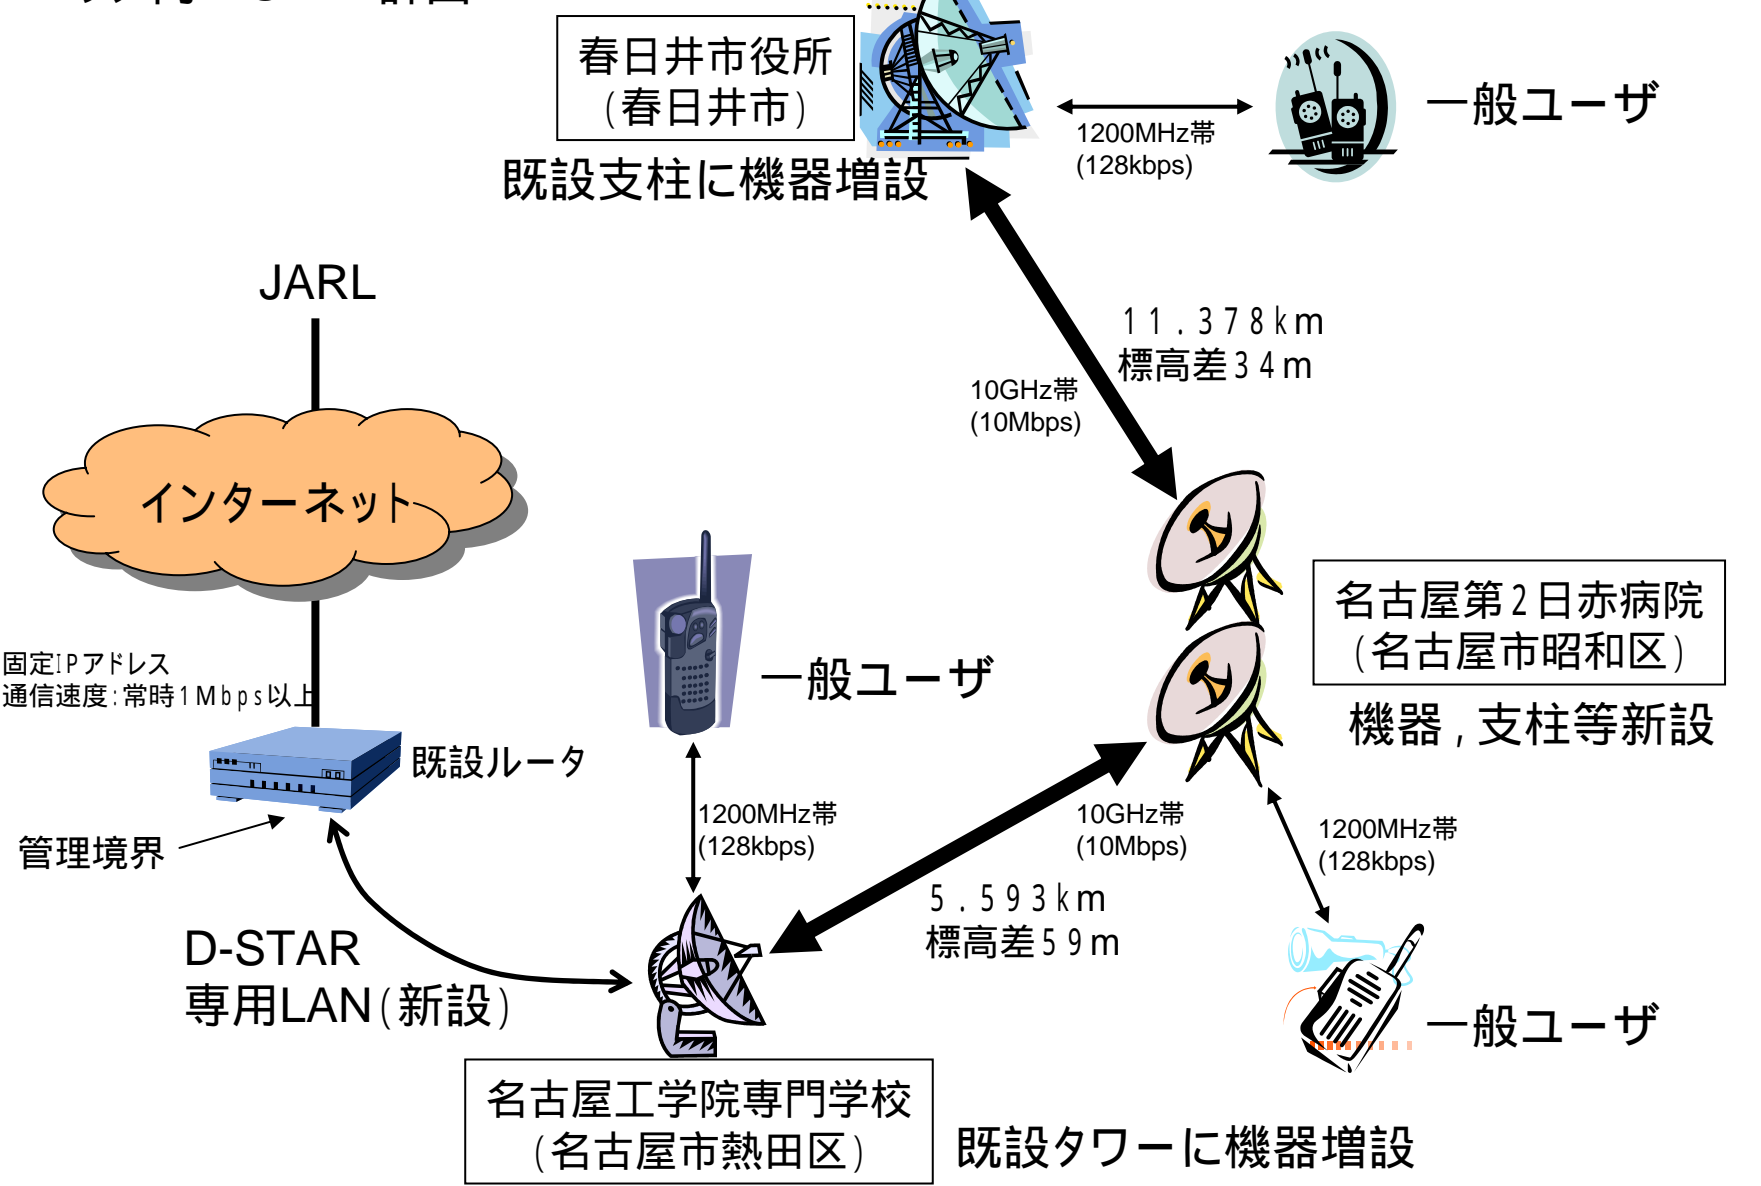 春日井市役所
(春日井市)
一般ユーザ
1200MHz帯
(128kbps)
既設支柱に機器増設
JARL
11.378km
標高差34m
10GHz帯
(10Mbps)
インターネット
名古屋第2日赤病院
(名古屋市昭和区)
機器,支柱等新設
固定IPアドレス
通信速度:常時1Mbps以上
一般ユーザ
既設ルータ
管理境界
1200MHz帯
(128kbps)
10GHz帯
(10Mbps)
1200MHz帯
(128kbps)
5.593km
標高差59m
D-STAR
専用LAN(新設)
一般ユーザ
名古屋工学院専門学校
(名古屋市熱田区)
既設タワーに機器増設